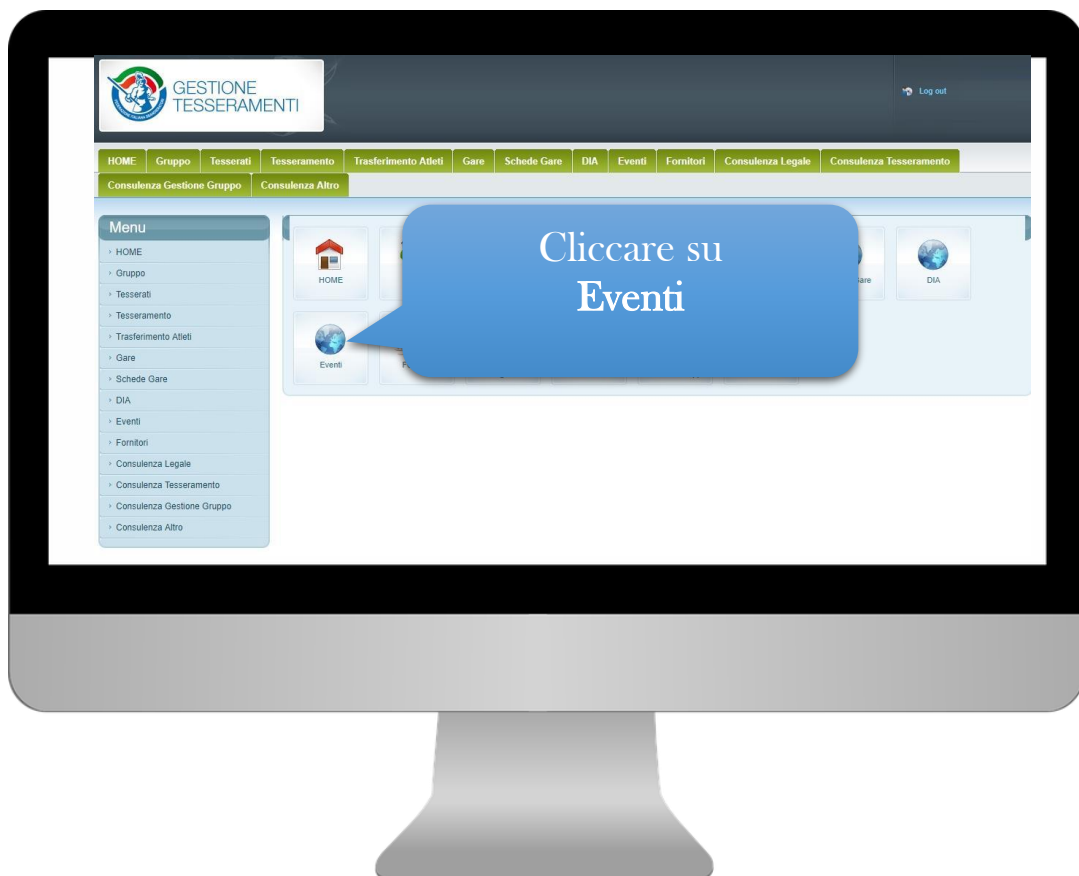 GESTIONE
TESSERAMENTI
Log out
HOME Gruppo Tesserati Tesseramento Trasferimento Atleti Gare Schede Gare DIA Eventi Fornitori Consulenza Legale Consulenza Tesseramento
Consulenza Gestione Gruppo Consulenza Altro
Menu
HOME
Gruppo
Tesserati
Tesseramento
Trasferimento Atleti
Gare
Schede Gare
DIA
Eventi
Fornitori
Consulenza Legale
Consulenza Tesseramento
Consulenza Gestione Gruppo
Consulenza Altro
HOME
DIA
Eventi
Cliccare su
Eventi